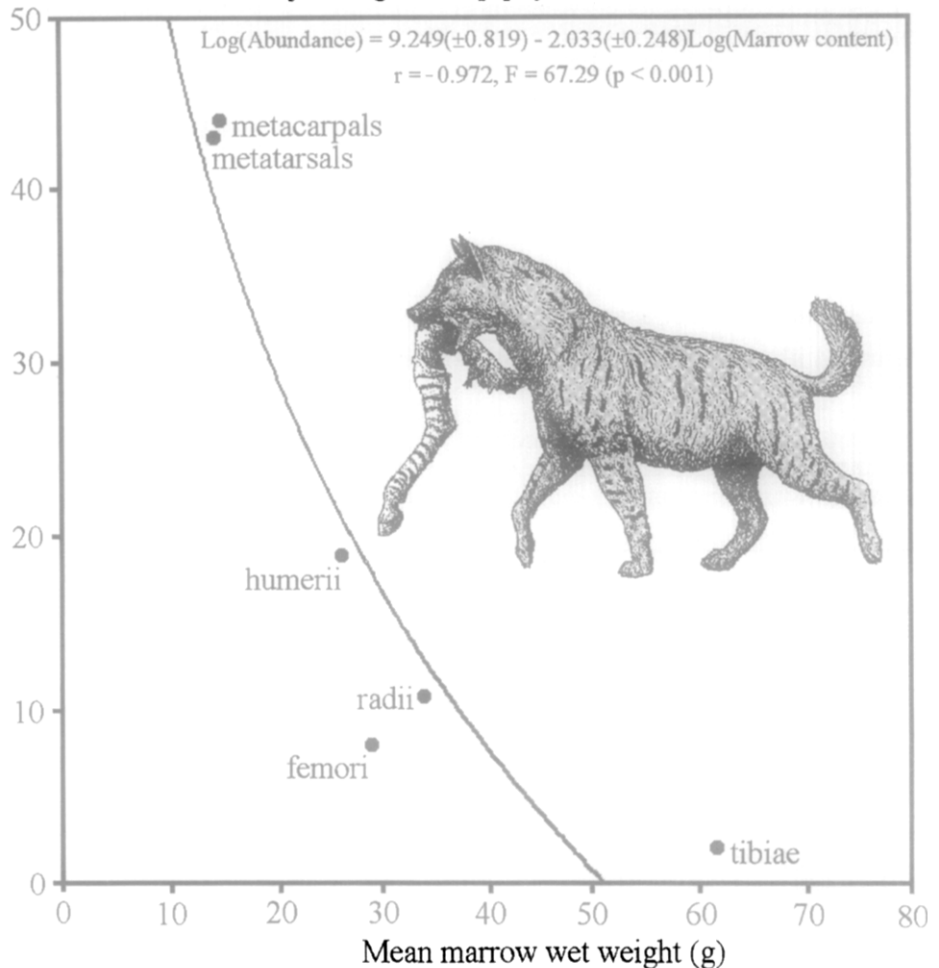 50
Log(Abundance) = 9.249(±0.819) - 2.033(±0.248)Log(Marrow content)
r = - 0.972, F = 67.29 (p < 0.001)
metacarpals
metatarsals
40
30
20
humerii
10
radii
femori
tibiae
0
0 10 20 30 40 50 60 70 80
Mean marrow wet weight (g)